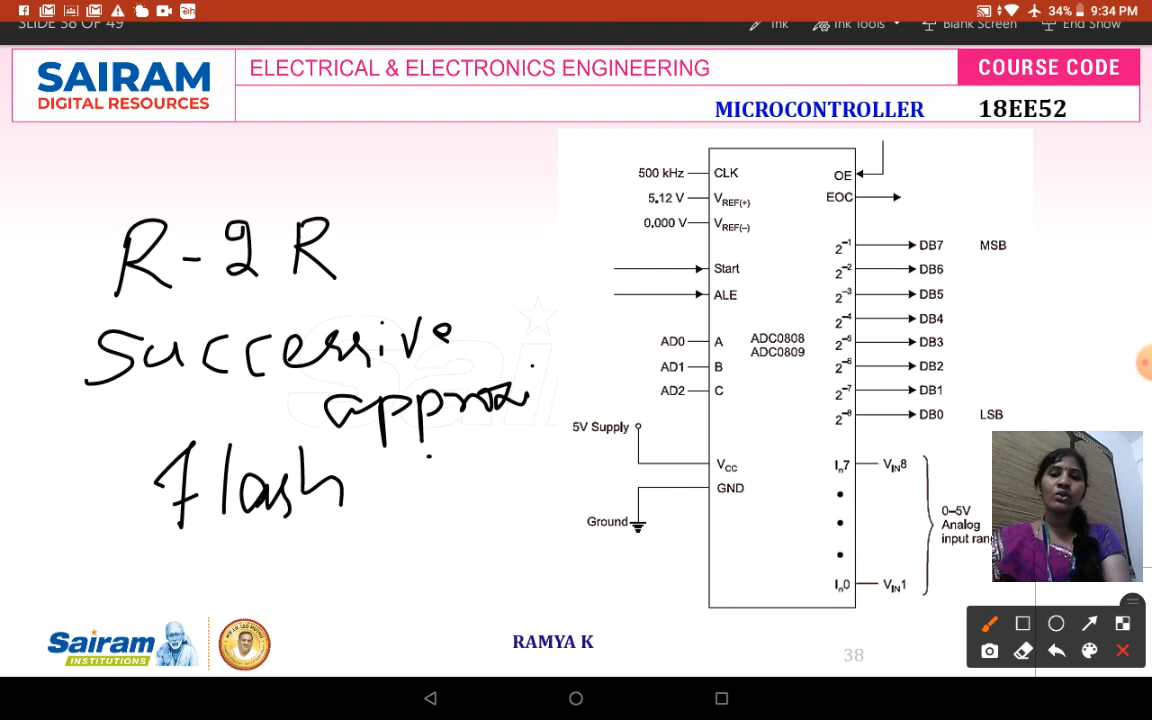 34% 9:34 PM
SLIDE 38 OF 49
Ink Ink Tools Blank Screen End Show
SAIRAM
DIGITAL RESOURCES
ELECTRICAL & ELECTRONICS ENGINEERING
COURSE CODE
MICROCONTROLLER 18EE52
R-2R
Successive
approxi
Flash
500 kHz CLK OE
5.12 V VREF(+) EOC
0.000 V VREF(–)
2⁻¹ DB7 MSB
Start 2⁻² DB6
ALE 2⁻³ DB5
2⁻⁴ DB4
AD0 A ADC0808 2⁻⁵ DB3
ADC0809
AD1 B 2⁻⁶ DB2
AD2 C 2⁻⁷ DB1
2⁻⁸ DB0 LSB
5V Supply
VCC In7 VIN8
GND
0–5V
Ground Analog
input ran
In0 VIN1
Sairam
INSTITUTIONS
RAMYA K
38